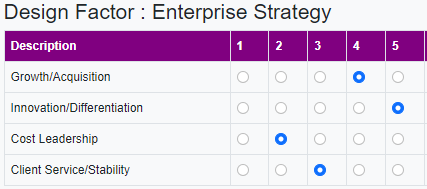 Design Factor : Enterprise Strategy
Description 1 2 3 4 5
Growth/Acquisition
Innovation/Differentiation
Cost Leadership
Client Service/Stability